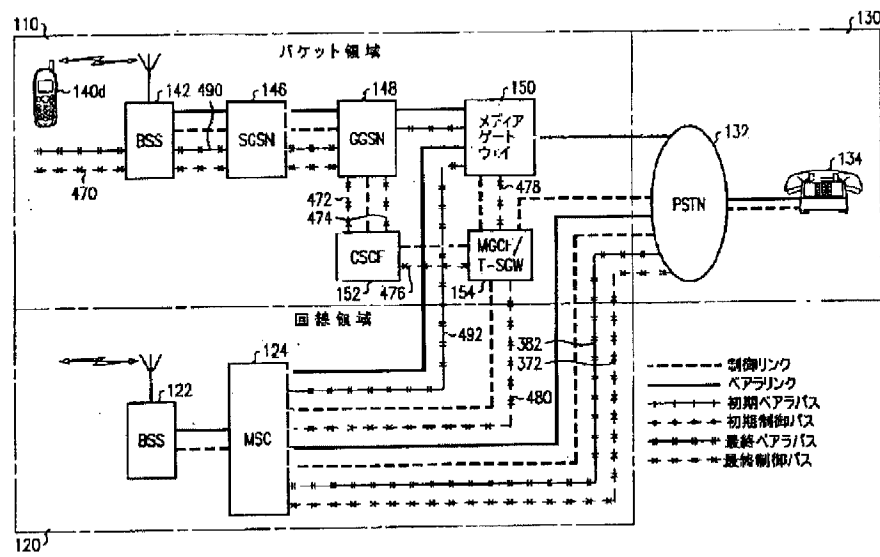 110
130
パケット領域
140d
142
490
146
148
150
BSS
SGSN
GGSN
メディア
ゲート
ウェイ
132
134
470
472
474
478
PSTN
CSCF
MGCF/
T-SGW
152
476
154
回線領域
492
382
372
122
124
480
BSS
MSC
制御リンク
ベアラリンク
初期ベアラパス
初期制御パス
最終ベアラパス
最終制御パス
120